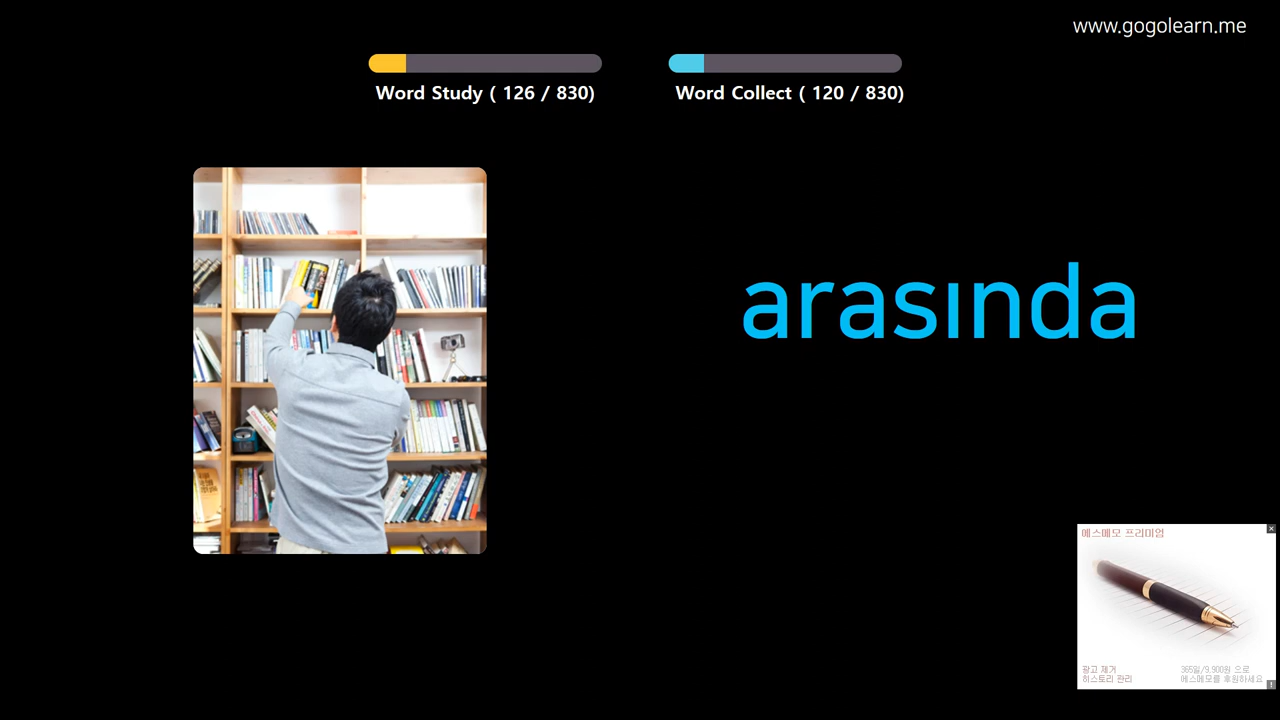 www.gogolearn.me
Word Study ( 126 / 830)
Word Collect ( 120 / 830)
arasında
에스메모 프리미엄
광고 제거
히스토리 관리
365일/9,900원 으로
에스메모를 후원하세요